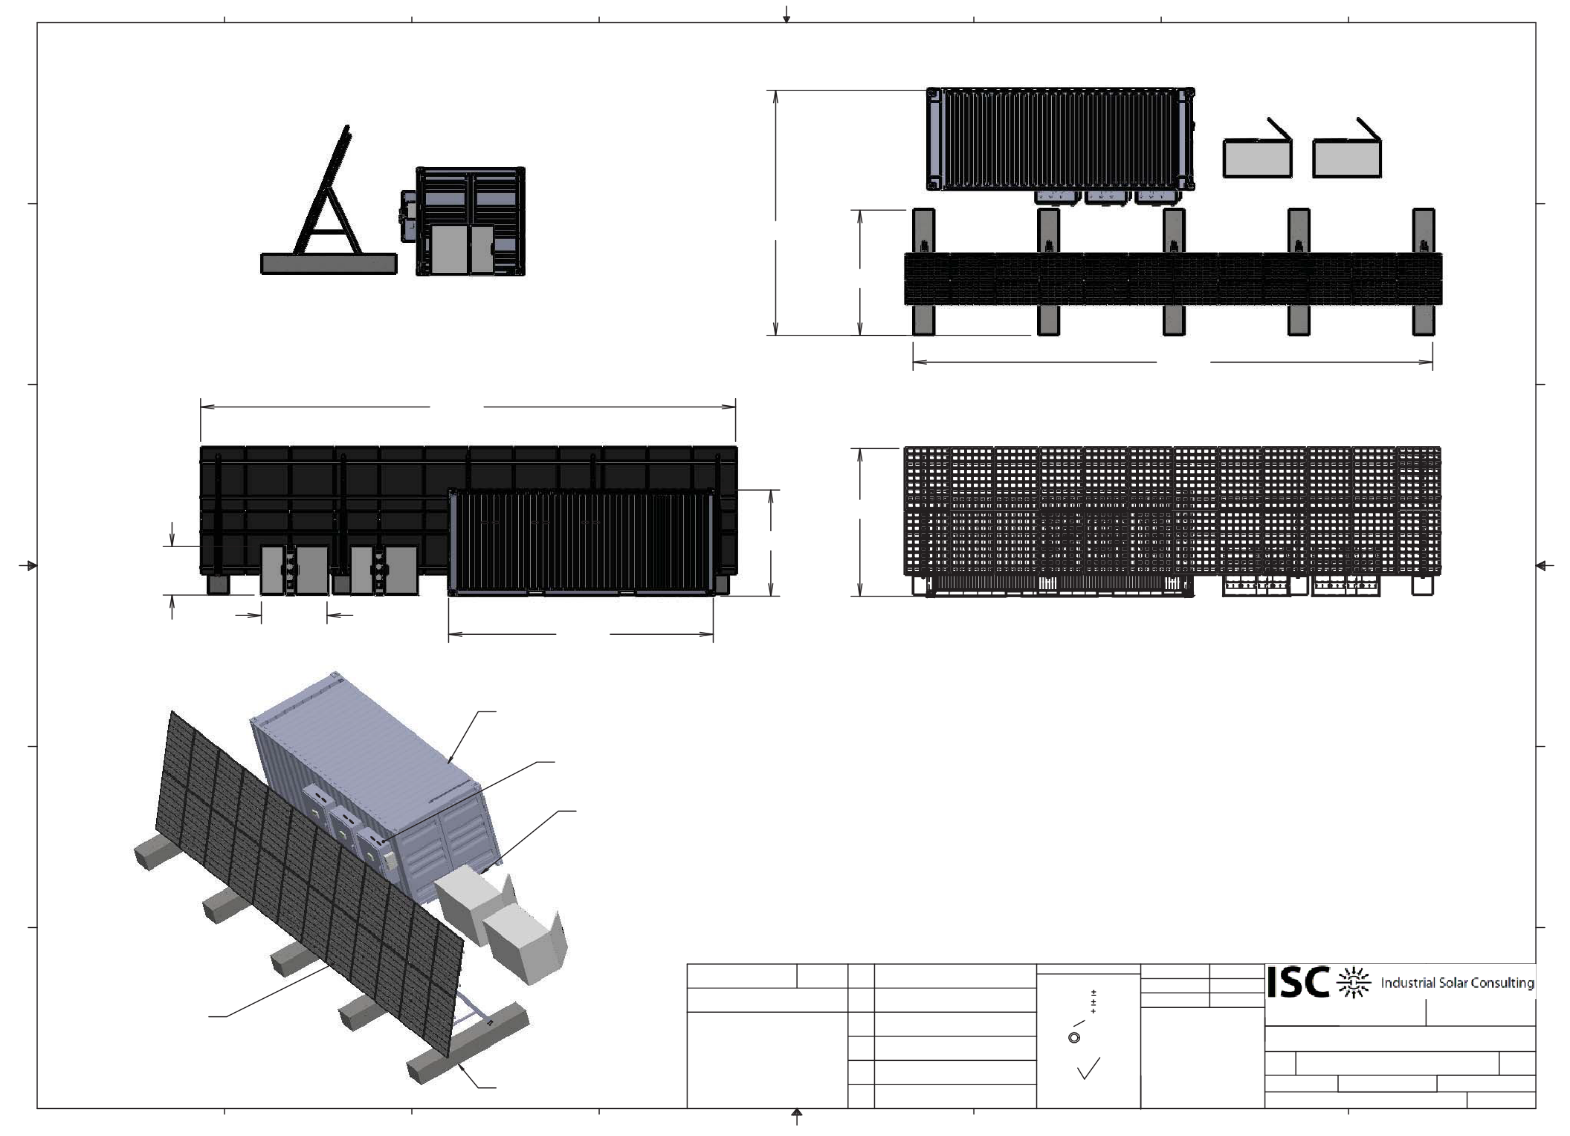 ± ± ±
ISC Industrial Solar Consulting